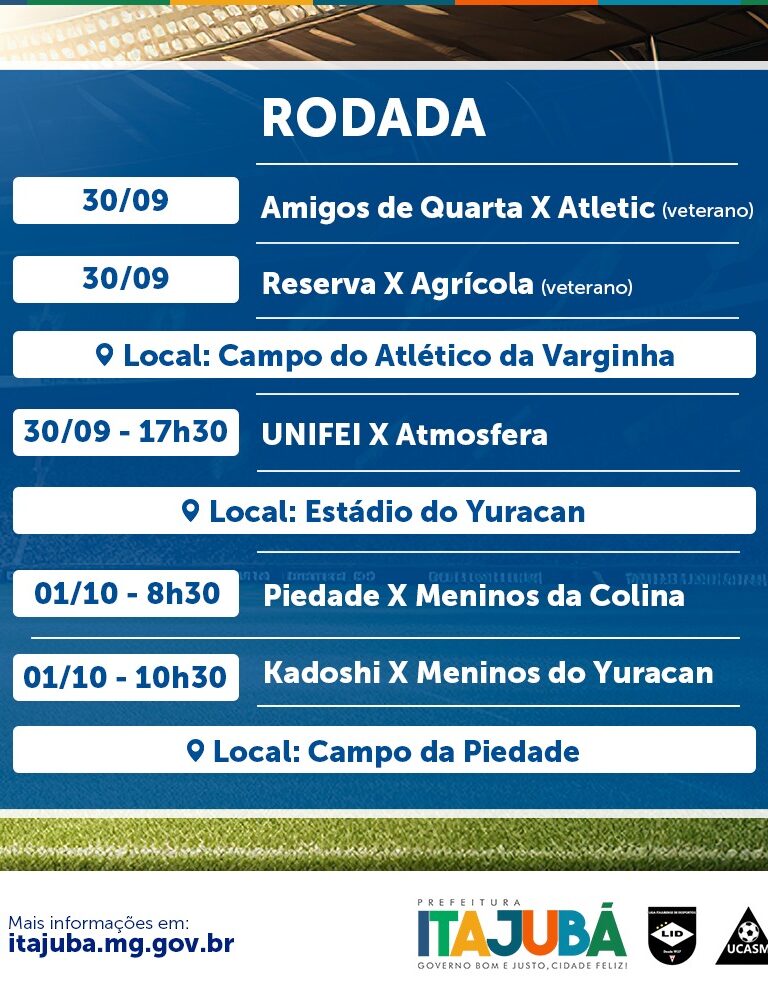 RODADA
30/09
Amigos de Quarta X Atletic (veterano)
30/09
Reserva X Agrícola (veterano)
Local: Campo do Atlético da Varginha
30/09 - 17h30
UNIFEI X Atmosfera
Local: Estádio do Yuracan
01/10 - 8h30
Piedade X Meninos da Colina
01/10 - 10h30
Kadoshi X Meninos do Yuracan
Local: Campo da Piedade
Mais informações em:
itajuba.mg.gov.br
PREFEITURA
ITAJUBÁ
GOVERNO BOM E JUSTO, CIDADE FELIZ!
LID
UCASM